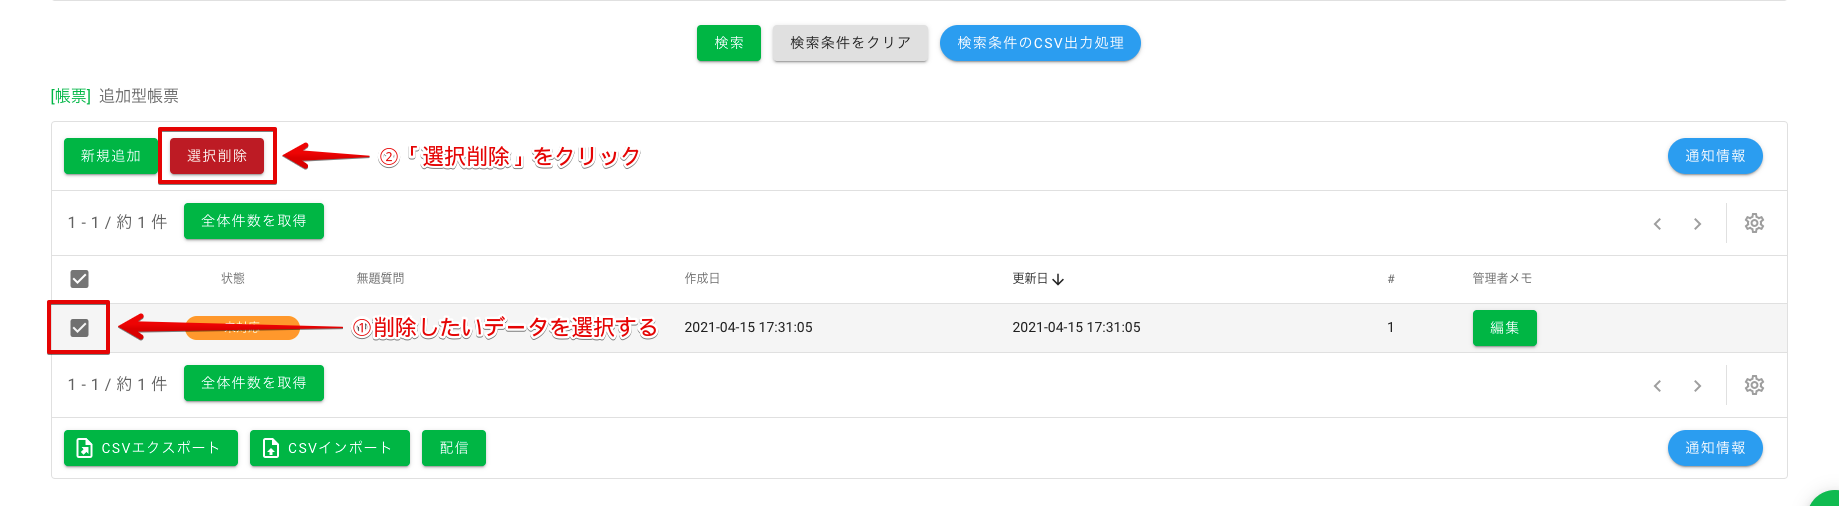 検索 検索条件をクリア 検索条件のCSV出力処理
[帳票] 追加型帳票
新規追加 選択削除 ②「選択削除」をクリック 通知情報
1 - 1 / 約 1 件 全体件数を取得
状態 無題質問 作成日 更新日↓ # 管理者メモ
①削除したいデータを選択する 2021-04-15 17:31:05 2021-04-15 17:31:05 1 編集
1 - 1 / 約 1 件 全体件数を取得
CSVエクスポート CSVインポート 配信 通知情報